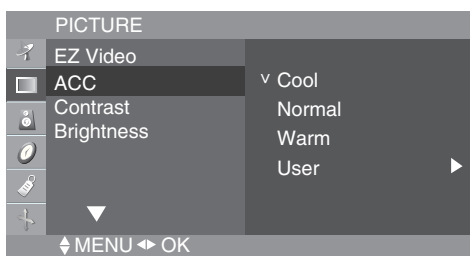 PICTURE
EZ Video
ACC
Contrast
Brightness
v Cool
Normal
Warm
User
MENU OK